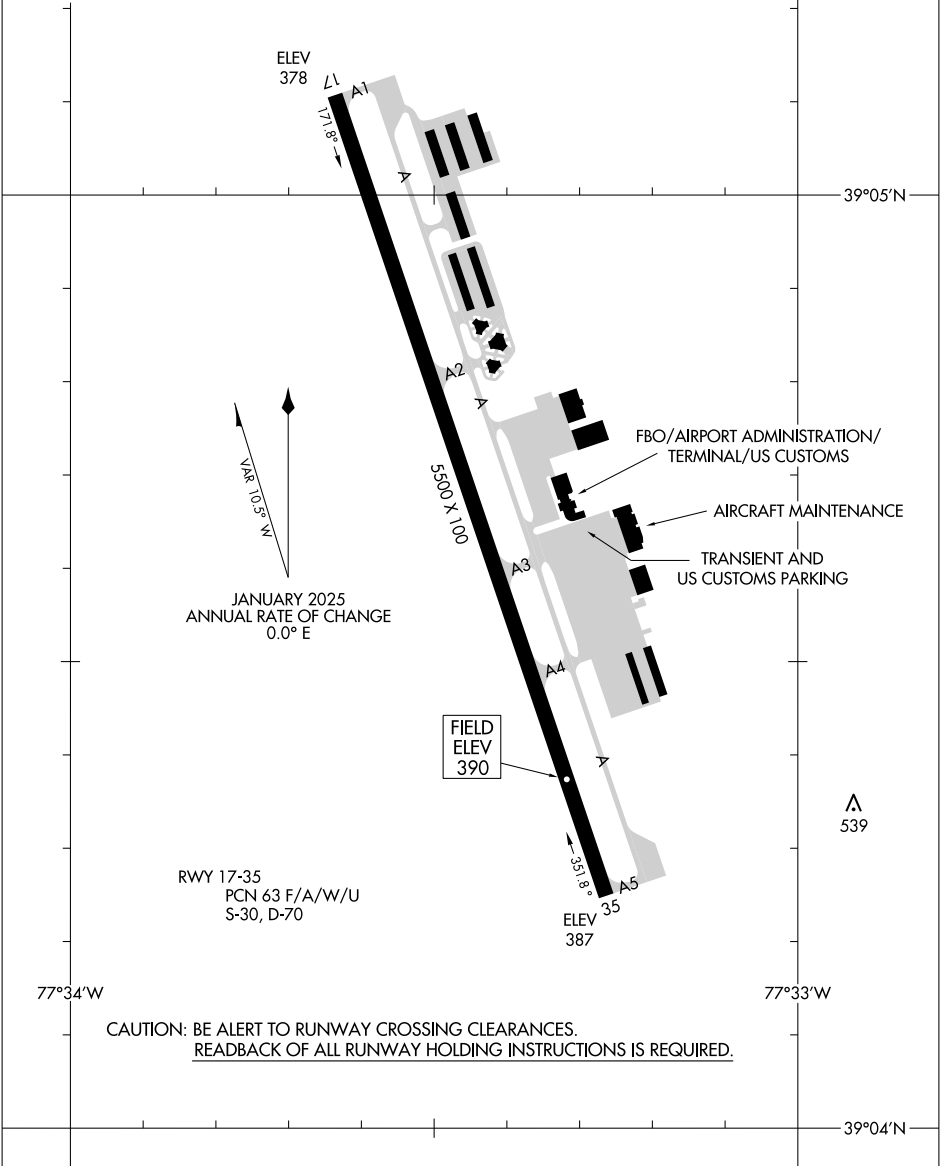 ELEV
378
17
A1
171.8°
A
39°05'N
A2
A
FBO/AIRPORT ADMINISTRATION/
TERMINAL/US CUSTOMS
VAR 10.5° W
5500 X 100
AIRCRAFT MAINTENANCE
A3
TRANSIENT AND
US CUSTOMS PARKING
JANUARY 2025
ANNUAL RATE OF CHANGE
0.0° E
A4
FIELD
ELEV
390
A
539
351.8°
RWY 17-35
PCN 63 F/A/W/U
S-30, D-70
A5
35
ELEV
387
77°34'W
77°33'W
CAUTION: BE ALERT TO RUNWAY CROSSING CLEARANCES.
READBACK OF ALL RUNWAY HOLDING INSTRUCTIONS IS REQUIRED.
39°04'N